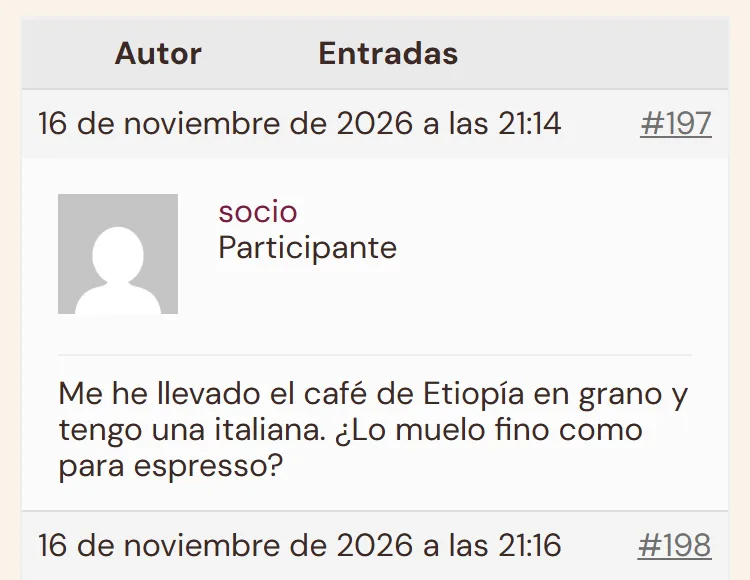 Autor Entradas
16 de noviembre de 2026 a las 21:14 #197
socio
Participante
Me he llevado el café de Etiopía en grano y
tengo una italiana. ¿Lo muelo fino como
para espresso?
16 de noviembre de 2026 a las 21:16 #198